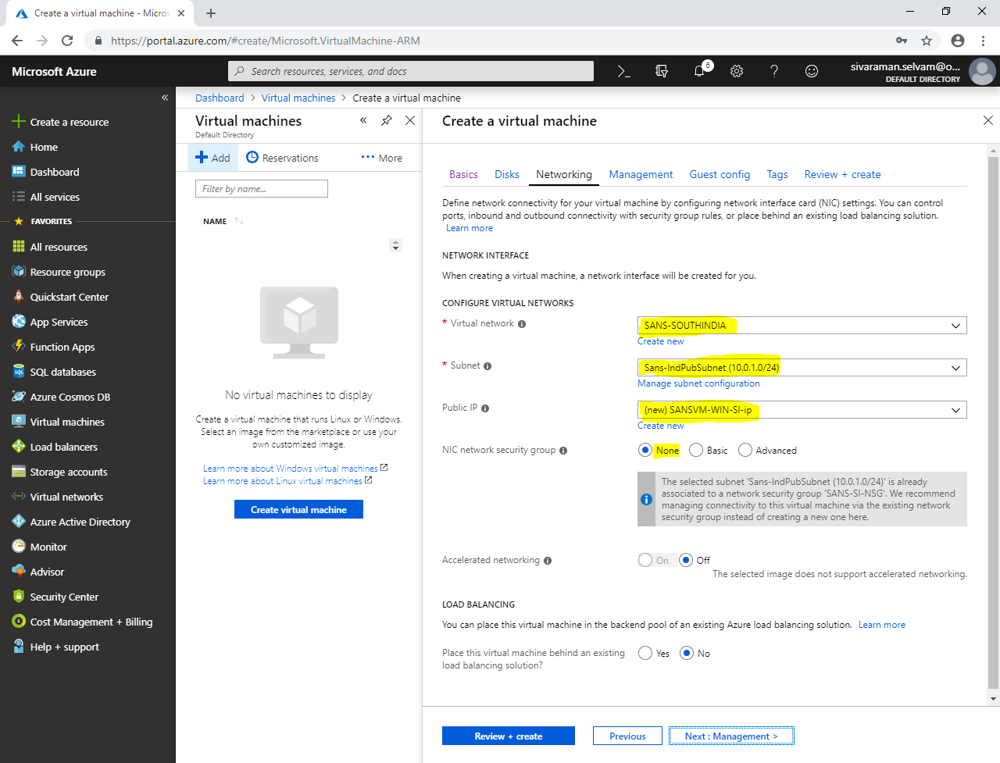 Create a virtual machine - Micros
https://portal.azure.com/#create/Microsoft.VirtualMachine-ARM
Microsoft Azure
Search resources, services, and docs
6
sivaraman.selvam@o...
DEFAULT DIRECTORY
Create a resource
Home
Dashboard
All services
FAVORITES
All resources
Resource groups
Quickstart Center
App Services
Function Apps
SQL databases
Azure Cosmos DB
Virtual machines
Load balancers
Storage accounts
Virtual networks
Azure Active Directory
Monitor
Advisor
Security Center
Cost Management + Billing
Help + support
Dashboard > Virtual machines > Create a virtual machine
Virtual machines
Default Directory
Add
Reservations
More
Filter by name...
NAME
No virtual machines to display
Create a virtual machine that runs Linux or Windows.
Select an image from the marketplace or use your
own customized image.
Learn more about Windows virtual machines
Learn more about Linux virtual machines
Create virtual machine
Create a virtual machine
Basics Disks Networking Management Guest config Tags Review + create
Define network connectivity for your virtual machine by configuring network interface card (NIC) settings. You can control
ports, inbound and outbound connectivity with security group rules, or place behind an existing load balancing solution.
Learn more
NETWORK INTERFACE
When creating a virtual machine, a network interface will be created for you.
CONFIGURE VIRTUAL NETWORKS
* Virtual network
SANS-SOUTHINDIA
Create new
* Subnet
Sans-IndPubSubnet (10.0.1.0/24)
Manage subnet configuration
Public IP
(new) SANSVM-WIN-SI-ip
Create new
NIC network security group
None Basic Advanced
The selected subnet 'Sans-IndPubSubnet (10.0.1.0/24)' is already
associated to a network security group 'SANS-SI-NSG'. We recommend
managing connectivity to this virtual machine via the existing network
security group instead of creating a new one here.
Accelerated networking
On Off
The selected image does not support accelerated networking.
LOAD BALANCING
You can place this virtual machine in the backend pool of an existing Azure load balancing solution. Learn more
Place this virtual machine behind an existing
load balancing solution?
Yes No
Review + create
Previous
Next : Management >